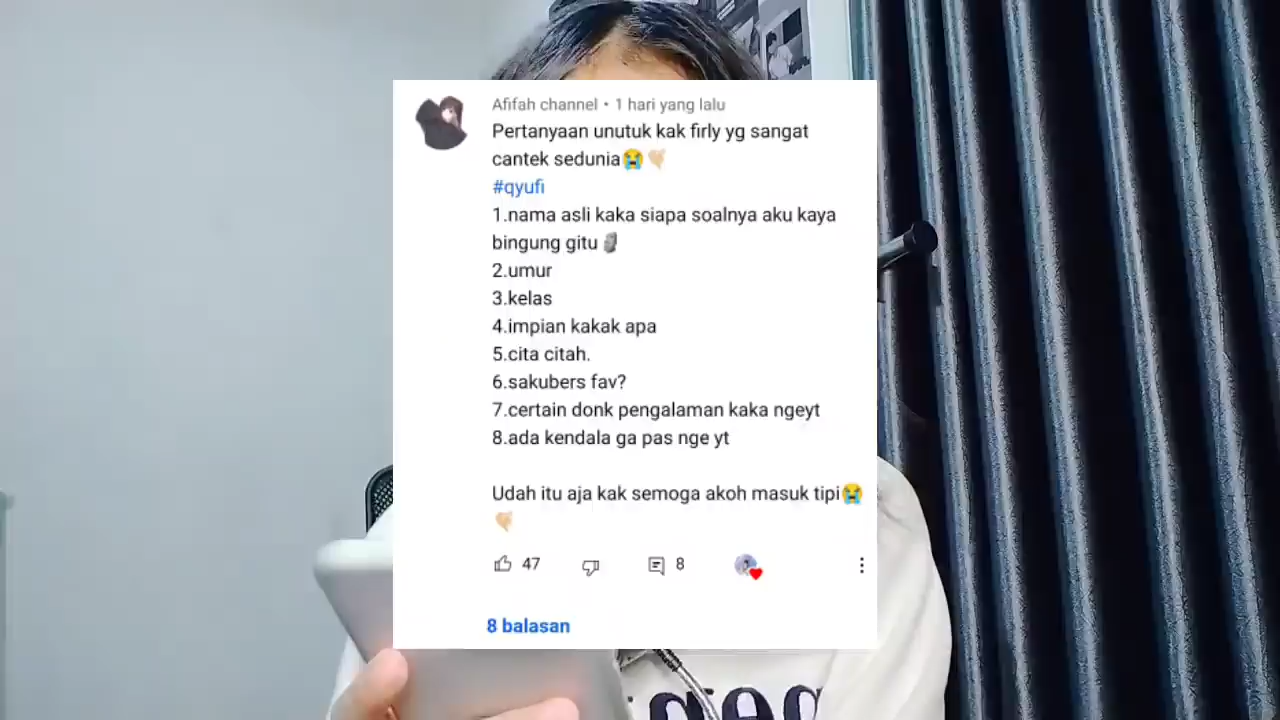 Afifah channel • 1 hari yang lalu
Pertanyaan unutuk kak firly yg sangat
cantek sedunia😭🫰🏻
#qyufi
1.nama asli kaka siapa soalnya aku kaya
bingung gitu🗿
2.umur
3.kelas
4.impian kakak apa
5.cita citah.
6.sakubers fav?
7.certain donk pengalaman kaka ngeyt
8.ada kendala ga pas nge yt
Udah itu aja kak semoga akoh masuk tipi😭
🫰🏻
47
8
8 balasan